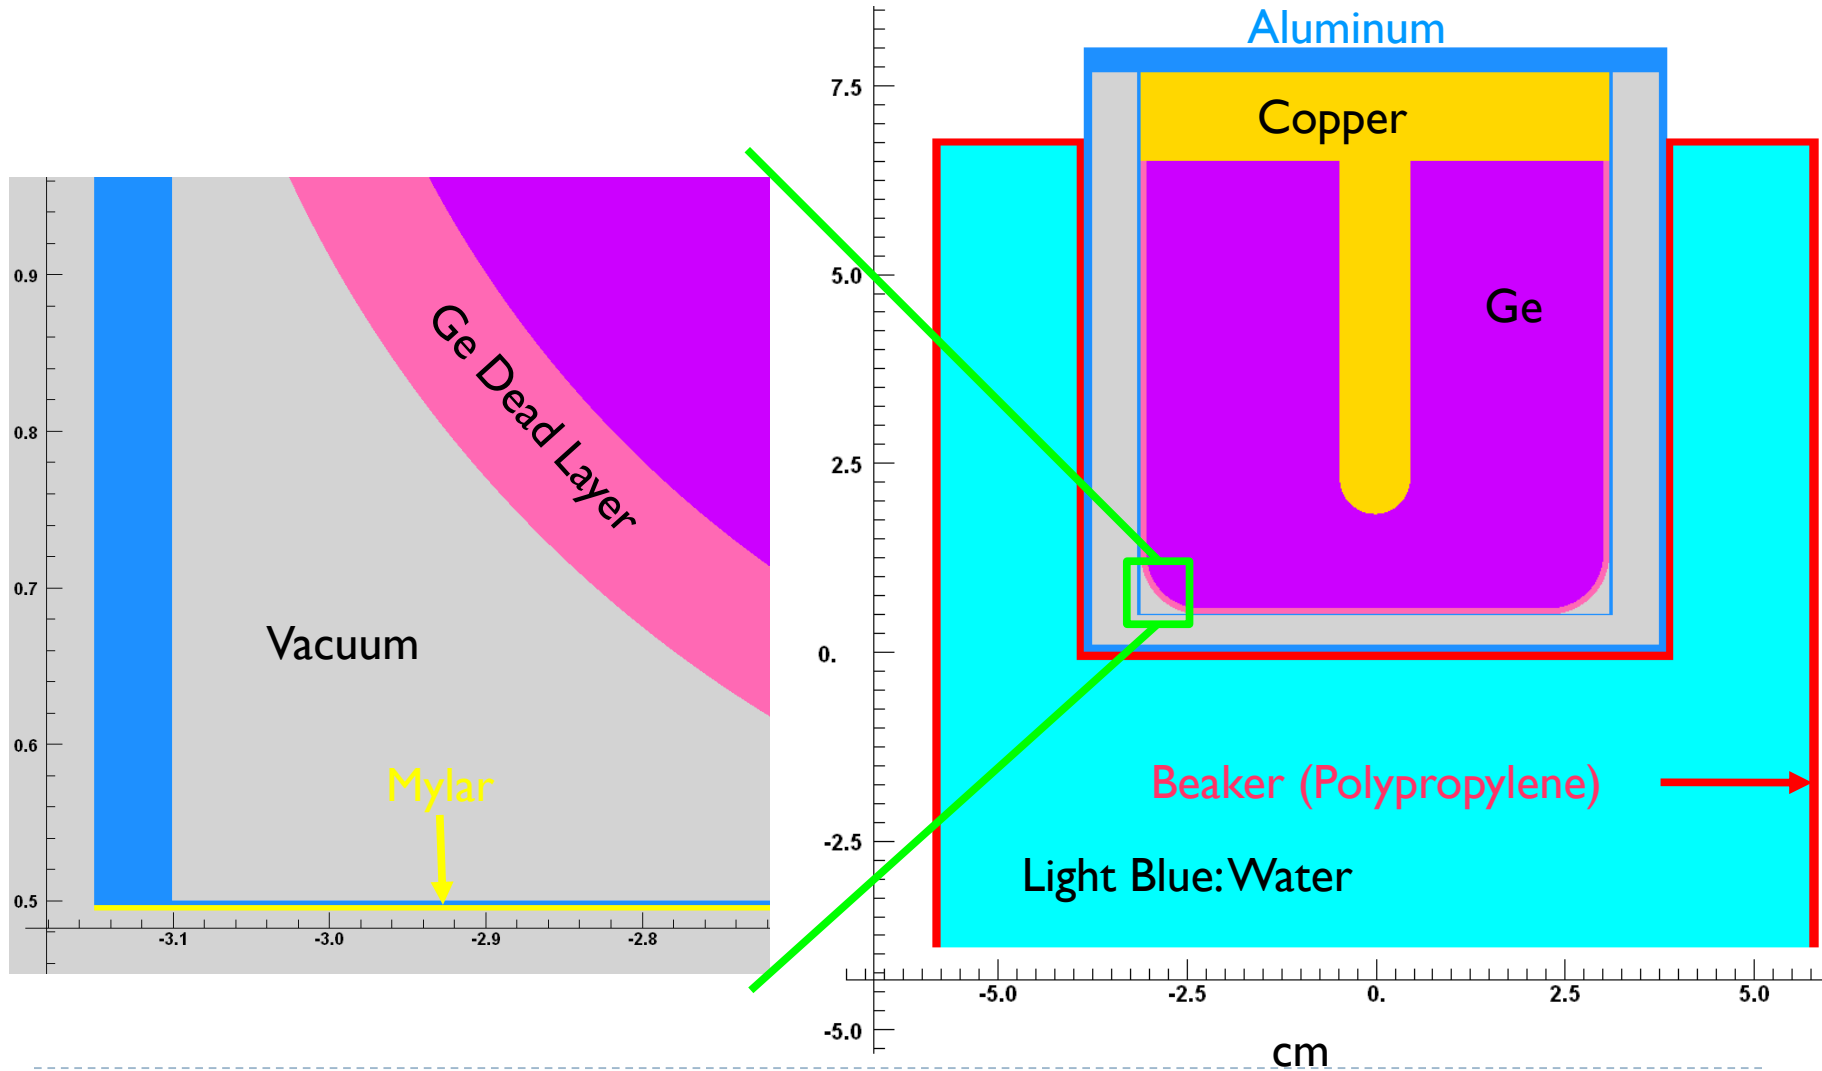 Aluminum
7.5
Copper
5.0
Ge
2.5
0.
-2.5
-5.0
Beaker (Polypropylene)
Light Blue: Water
-5.0
-2.5
0.
2.5
5.0
cm
0.9
0.8
0.7
0.6
0.5
Ge Dead Layer
Vacuum
Mylar
-3.1
-3.0
-2.9
-2.8